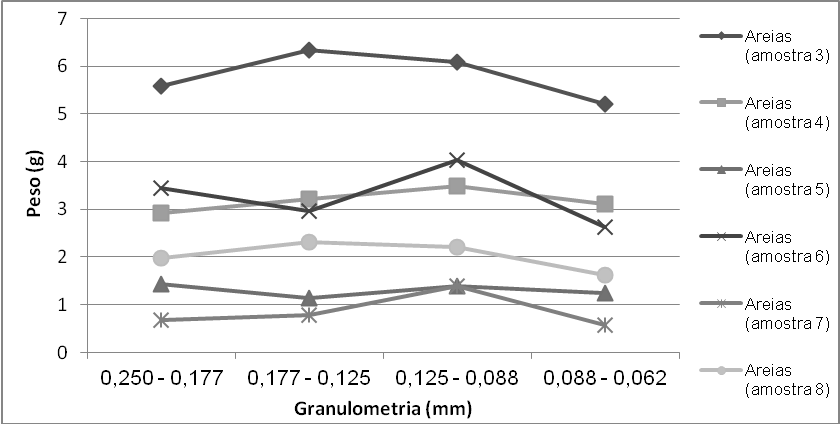 7
6
5
4
3
2
1
0
Peso (g)
0,250 - 0,177
0,177 - 0,125
0,125 - 0,088
0,088 - 0,062
Granulometria (mm)
Areias
(amostra 3)
Areias
(amostra 4)
Areias
(amostra 5)
Areias
(amostra 6)
Areias
(amostra 7)
Areias
(amostra 8)